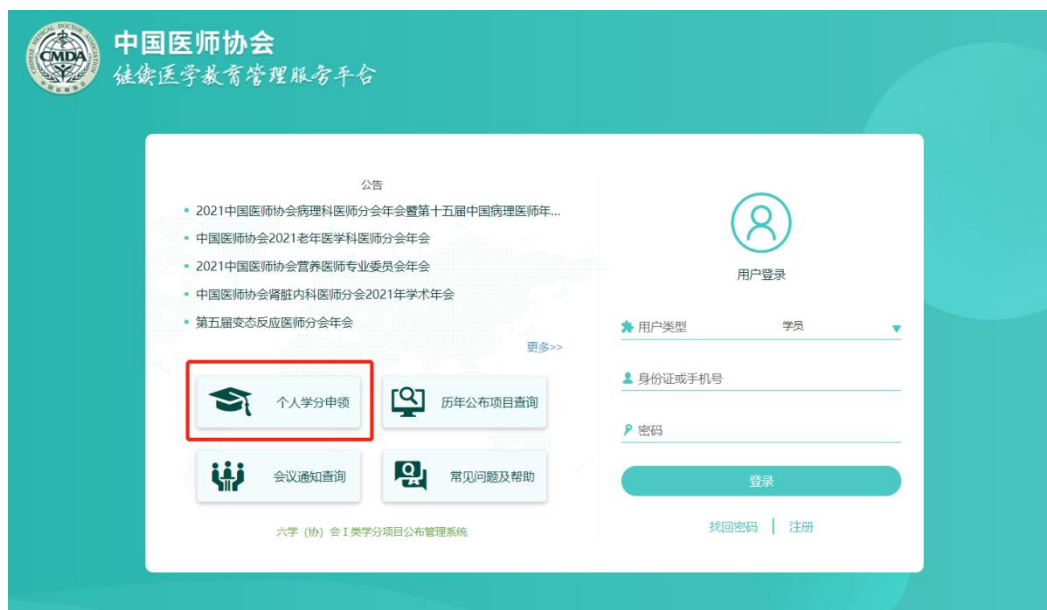 中国医师协会
继续医学教育管理服务平台
CMDA
公告
2021中国医师协会病理科医师分会年会暨第十五届中国病理医师年...
中国医师协会2021老年医学科医师分会年会
2021中国医师协会营养医师专业委员会年会
中国医师协会肾脏内科医师分会2021年学术年会
第五届变态反应医师分会年会
更多>>
个人学分申领
历年公布项目查询
会议通知查询
常见问题及帮助
六学（协）会 I 类学分项目公布管理系统
用户登录
用户类型 学员
身份证或手机号
密码
登录
找回密码 | 注册